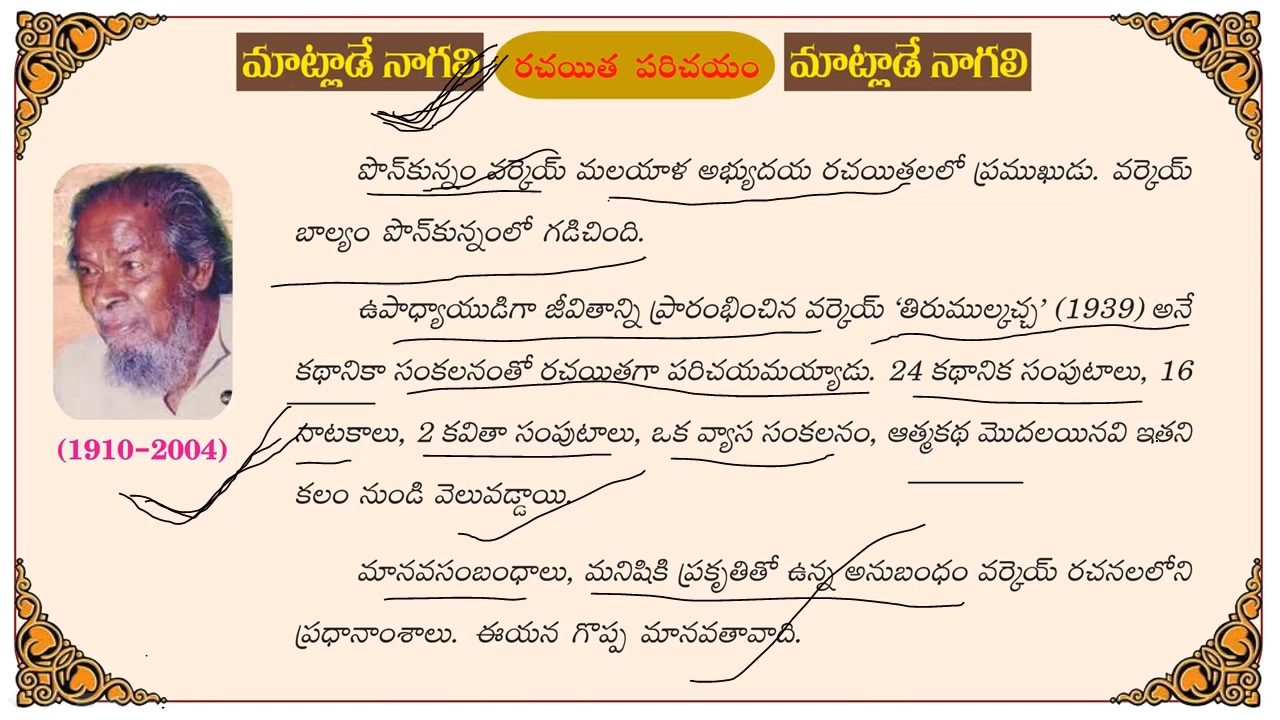 మాట్లాడే నాగలి రచయిత పరిచయం మాట్లాడే నాగలి
పొన్‌కున్నం వర్కెయ్ మలయాళ అభ్యుదయ రచయితలలో ప్రముఖుడు. వర్కెయ్
బాల్యం పొన్‌కున్నంలో గడిచింది.
ఉపాధ్యాయుడిగా జీవితాన్ని ప్రారంభించిన వర్కెయ్ ‘తిరుముల్కచ్చ’ (1939) అనే
కథానికా సంకలనంతో రచయితగా పరిచయమయ్యాడు. 24 కథానిక సంపుటాలు, 16
నాటకాలు, 2 కవితా సంపుటాలు, ఒక వ్యాస సంకలనం, ఆత్మకథ మొదలయినవి ఇతని
కలం నుండి వెలువడ్డాయి.
మానవసంబంధాలు, మనిషికి ప్రకృతితో ఉన్న అనుబంధం వర్కెయ్ రచనలలోని
ప్రధానాంశాలు. ఈయన గొప్ప మానవతావాది.
(1910-2004)